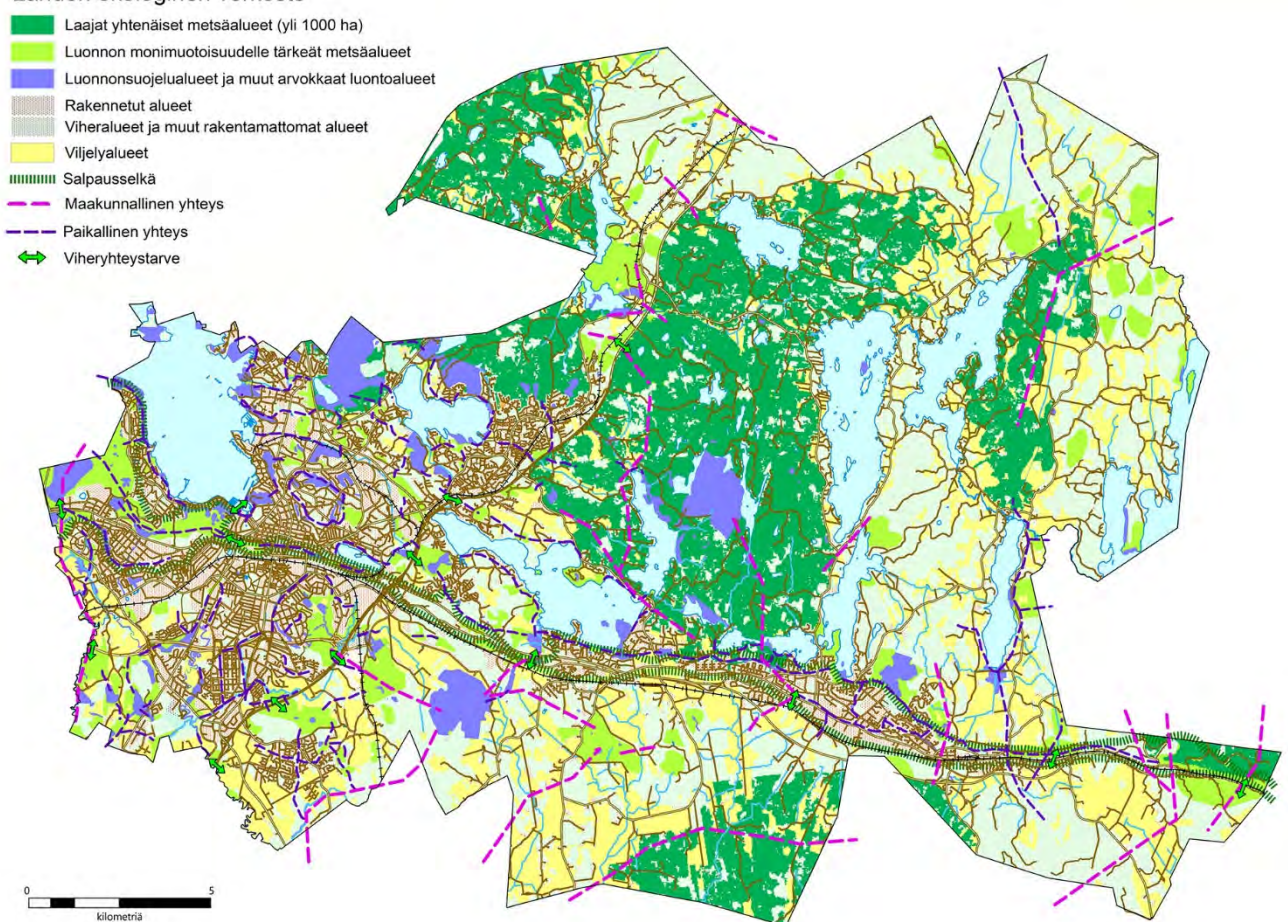 Laajat yhtenäiset metsäalueet (yli 1000 ha)
Luonnon monimuotoisuudelle tärkeät metsäalueet
Luonnonsuojelualueet ja muut arvokkaat luontoalueet
Rakennetut alueet
Viheralueet ja muut rakentamattomat alueet
Viljelyalueet
Salpausselkä
Maakunnallinen yhteys
Paikallinen yhteys
Viheryhteystarve
0 5
kilometriä